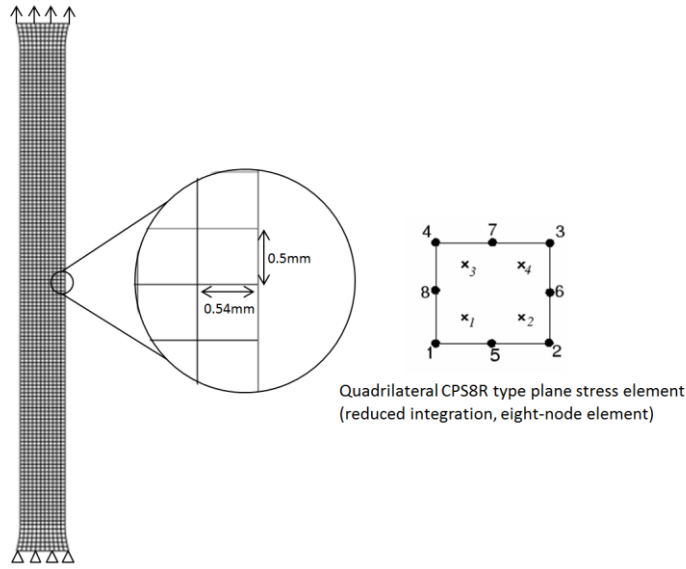 0.5mm
0.54mm
4 7 3
×3 ×4
8 6
×1 ×2
1 5 2
Quadrilateral CPS8R type plane stress element
(reduced integration, eight-node element)